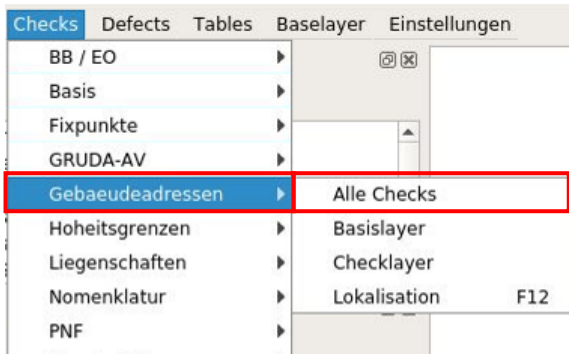 Checks Defects Tables Baselayer Einstellungen
BB / EO
Basis
Fixpunkte
GRUDA-AV
Gebaeudeadressen
Hoheitsgrenzen
Liegenschaften
Nomenklatur
PNF
Alle Checks
Basislayer
Checklayer
Lokalisation F12